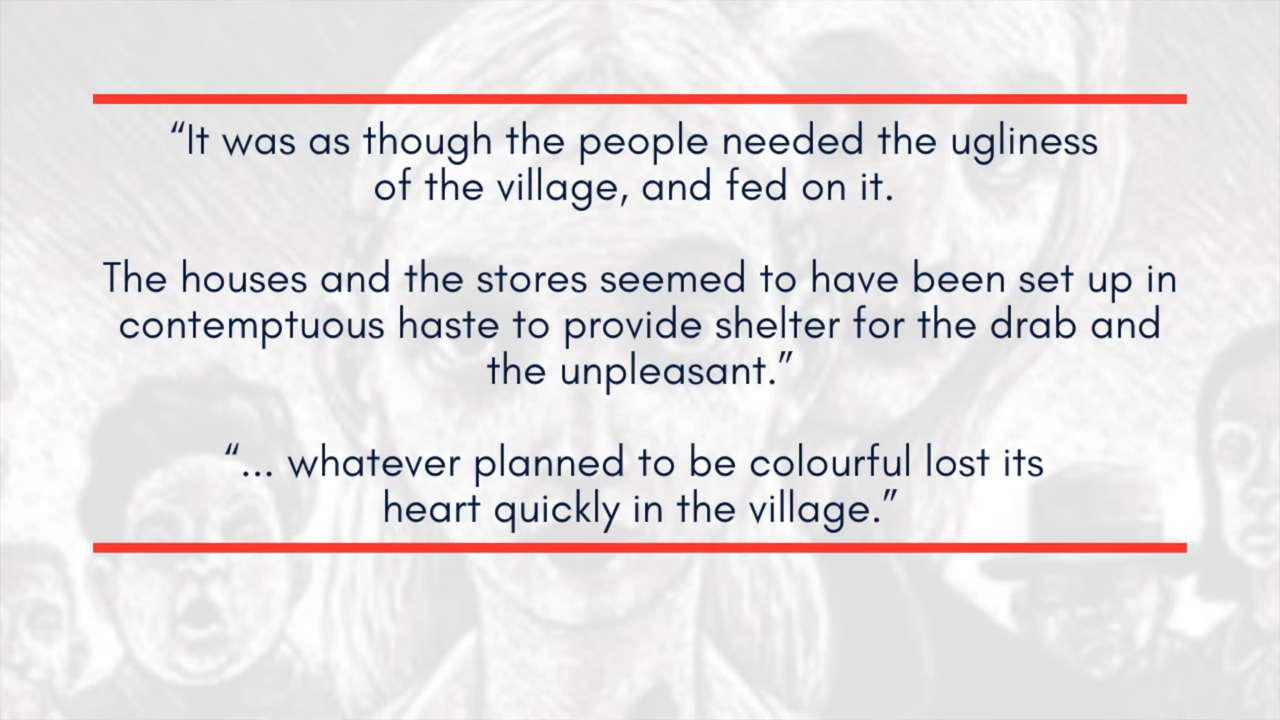 “It was as though the people needed the ugliness
of the village, and fed on it.
The houses and the stores seemed to have been set up in
contemptuous haste to provide shelter for the drab and
the unpleasant.”
“... whatever planned to be colourful lost its
heart quickly in the village.”